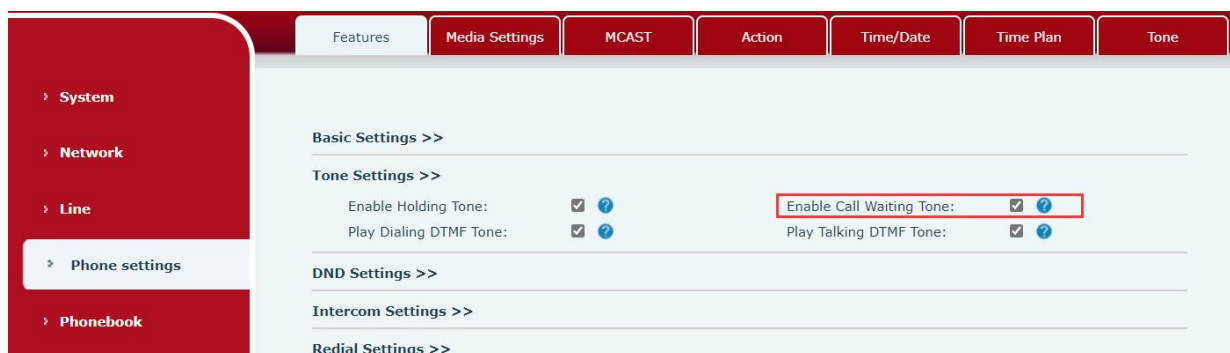 Features Media Settings MCAST Action Time/Date Time Plan Tone
› System
› Network
› Line
› Phone settings
› Phonebook
Basic Settings >>
Tone Settings >>
Enable Holding Tone: ? Enable Call Waiting Tone: ?
Play Dialing DTMF Tone: ? Play Talking DTMF Tone: ?
DND Settings >>
Intercom Settings >>
Redial Settings >>